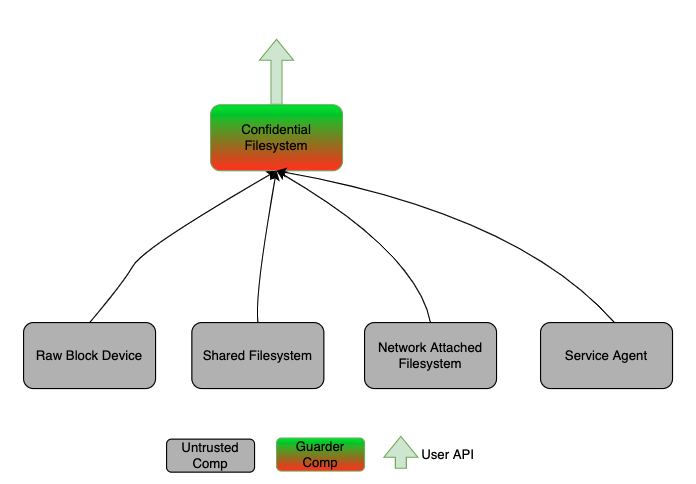 Confidential
Filesystem
Raw Block Device
Shared Filesystem
Network Attached
Filesystem
Service Agent
Untrusted
Comp
Guarder
Comp
User API